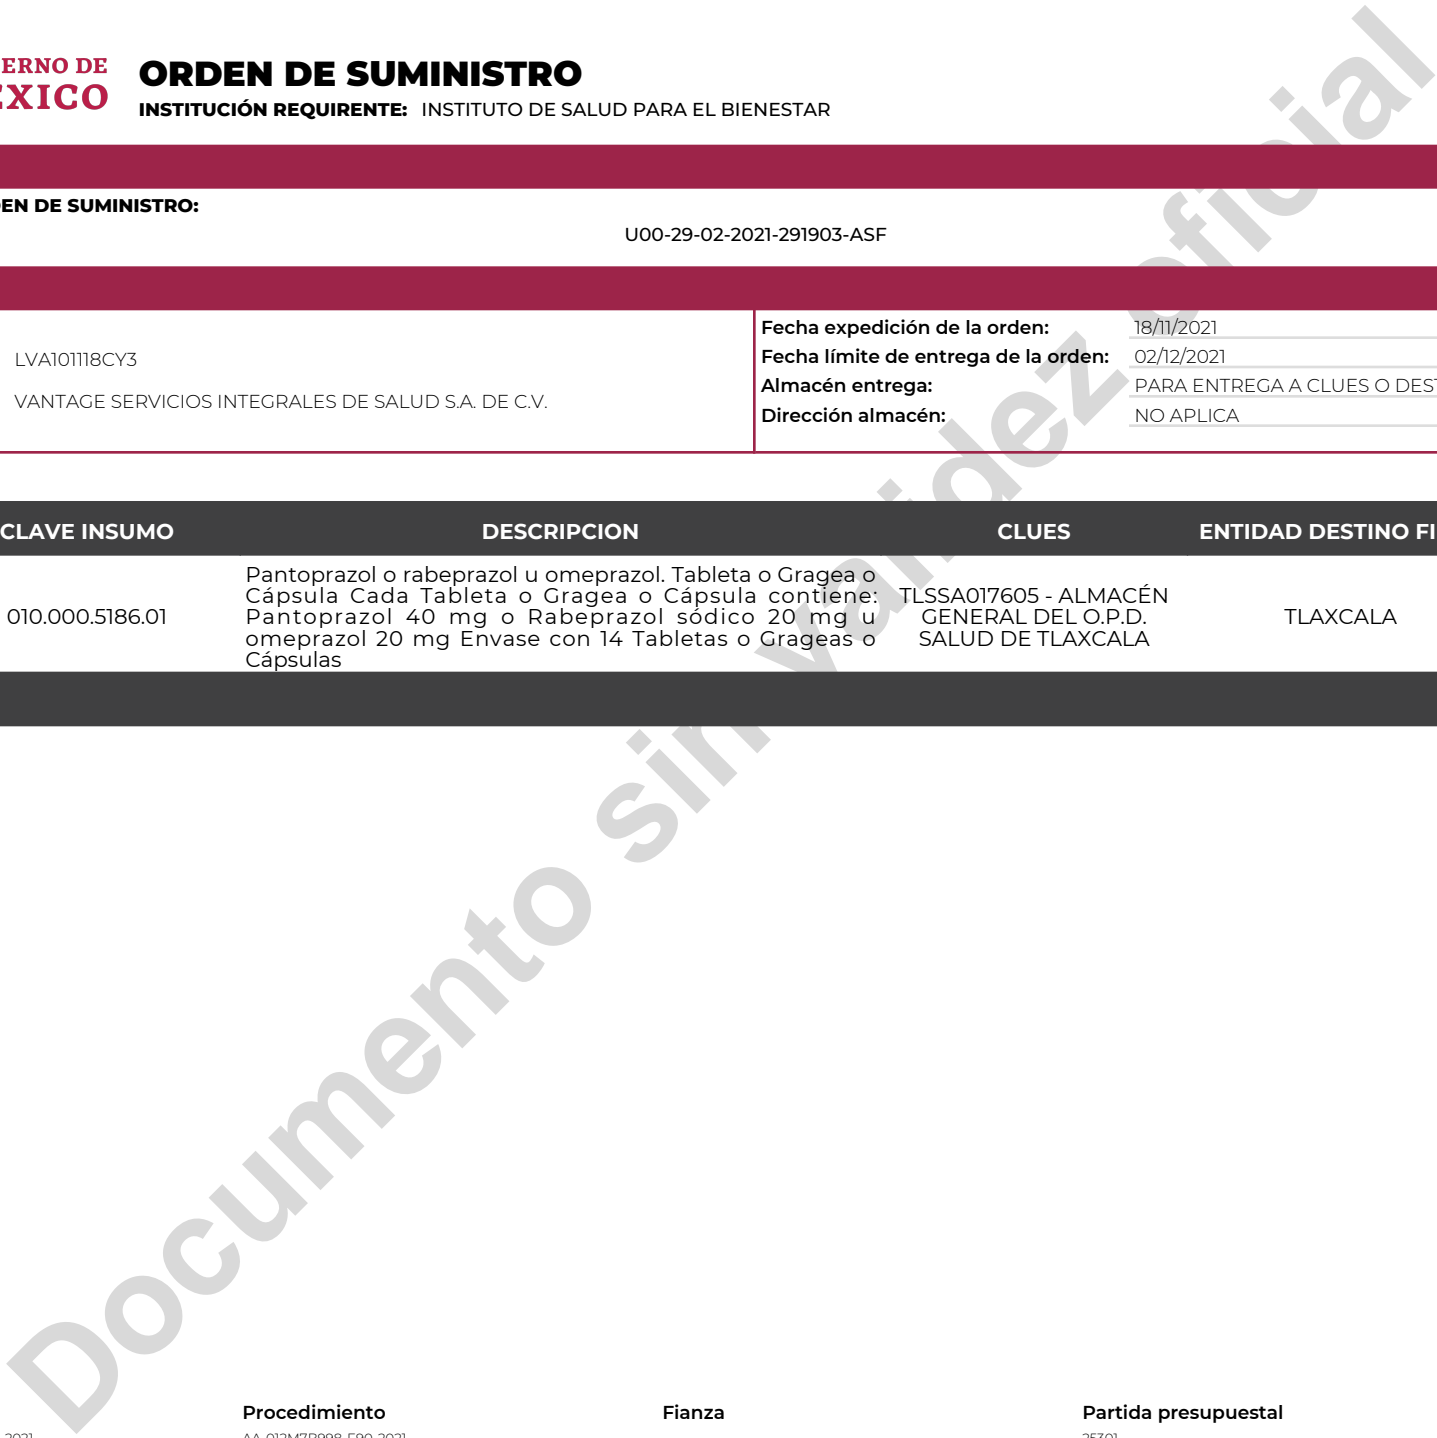 ERNO DE
EXICO
ORDEN DE SUMINISTRO
INSTITUCIÓN REQUIRENTE: INSTITUTO DE SALUD PARA EL BIENESTAR
EN DE SUMINISTRO:
U00-29-02-2021-291903-ASF
LVA101118CY3
VANTAGE SERVICIOS INTEGRALES DE SALUD S.A. DE C.V.
Fecha expedición de la orden: 18/11/2021
Fecha límite de entrega de la orden: 02/12/2021
Almacén entrega: PARA ENTREGA A CLUES O DEST
Dirección almacén: NO APLICA
CLAVE INSUMO DESCRIPCION CLUES ENTIDAD DESTINO FI
010.000.5186.01
Pantoprazol o rabeprazol u omeprazol. Tableta o Gragea o
Cápsula Cada Tableta o Gragea o Cápsula contiene:
Pantoprazol 40 mg o Rabeprazol sódico 20 mg u
omeprazol 20 mg Envase con 14 Tabletas o Grageas o
Cápsulas
TLSSA017605 - ALMACÉN
GENERAL DEL O.P.D.
SALUD DE TLAXCALA
TLAXCALA
Documento sin validez oficial
Procedimiento Fianza Partida presupuestal